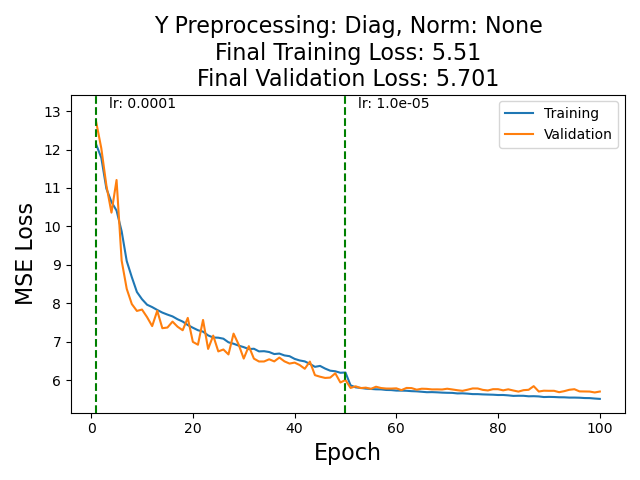 Y Preprocessing: Diag, Norm: None
Final Training Loss: 5.51
Final Validation Loss: 5.701
lr: 0.0001
lr: 1.0e-05
Training
Validation
MSE Loss
13
12
11
10
9
8
7
6
0
20
40
60
80
100
Epoch